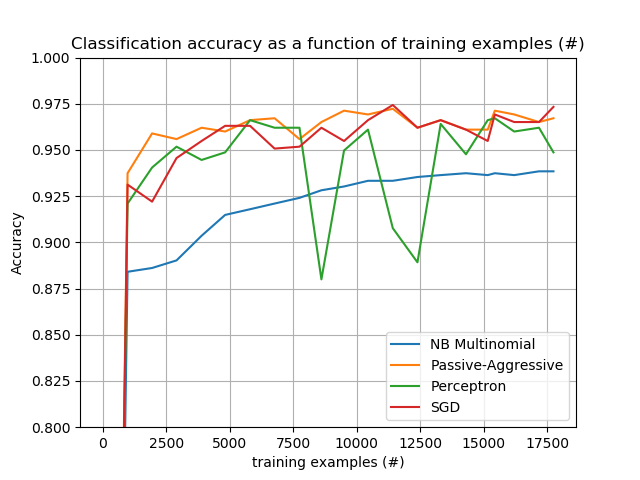 Classification accuracy as a function of training examples (#)
1.000
0.975
0.950
0.925
0.900
0.875
0.850
0.825
0.800
Accuracy
NB Multinomial
Passive-Aggressive
Perceptron
SGD
0 2500 5000 7500 10000 12500 15000 17500
training examples (#)